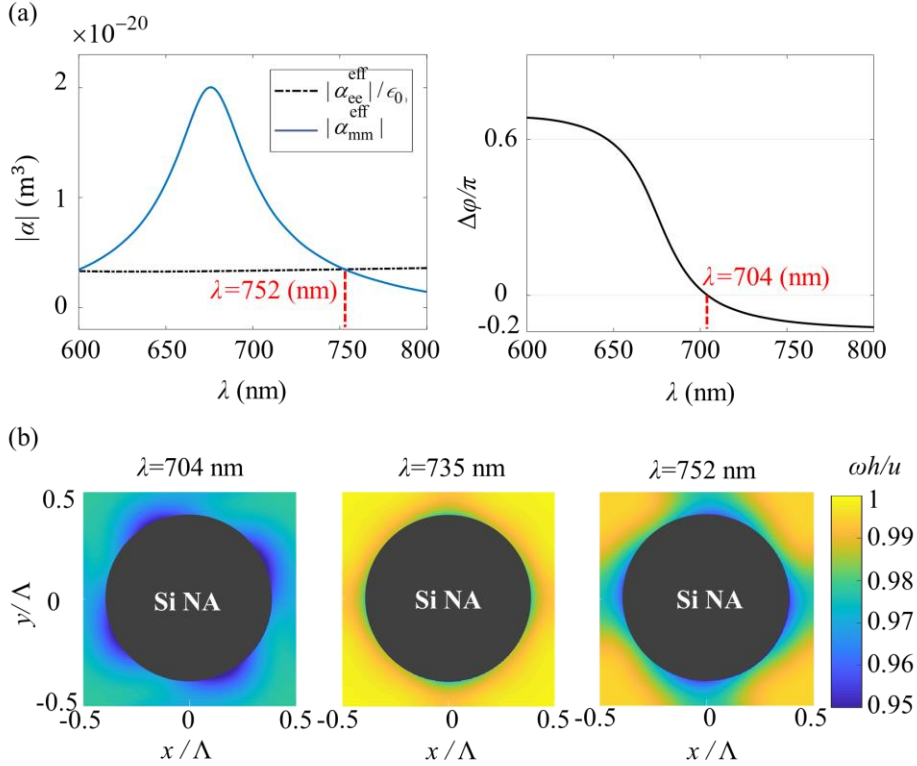 (a)
×10⁻²⁰
|α_ee^eff|/ϵ₀,
|α_mm^eff|
2
1
0
|α| (m³)
λ=752 (nm)
600 650 700 750 800
λ (nm)
0.6
0
-0.2
Δφ/π
λ=704 (nm)
600 650 700 750 800
λ (nm)
(b)
λ=704 nm λ=735 nm λ=752 nm ωh/u
0.5
0
-0.5
y/Λ
Si NA Si NA Si NA
1
0.99
0.98
0.97
0.96
0.95
-0.5 0 0.5 -0.5 0 0.5 -0.5 0 0.5
x/Λ x/Λ x/Λ